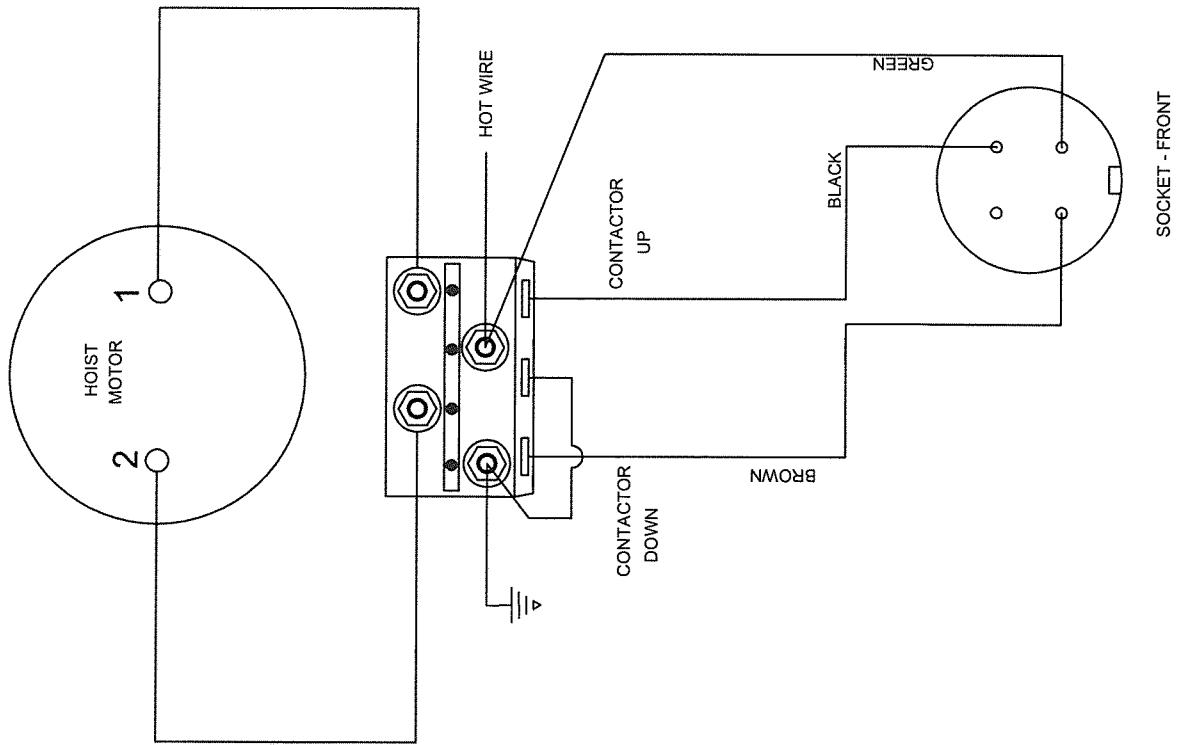 1
HOIST
MOTOR
2
HOT WIRE
GREEN
CONTACTOR
UP
BLACK
BROWN
CONTACTOR
DOWN
SOCKET - FRONT